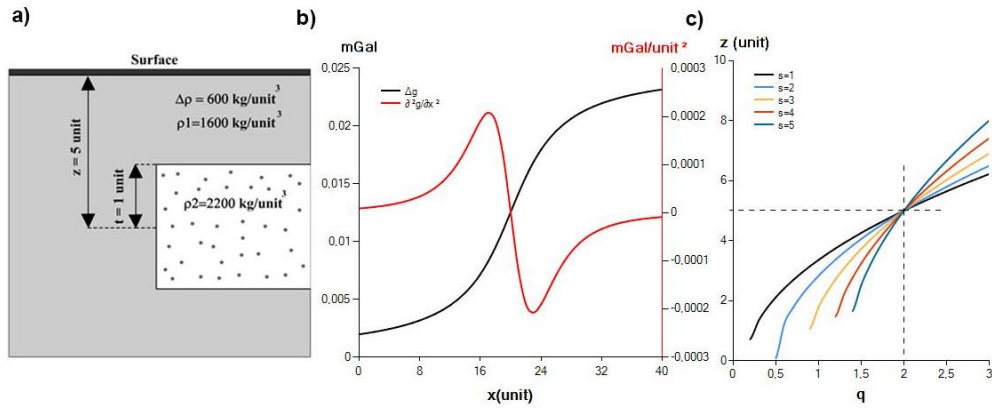 a)
Surface
Δρ = 600 kg/unit³
ρ1=1600 kg/unit³
z = 5 unit
t = 1 unit
ρ2=2200 kg/unit³
b)
mGal
mGal/unit ²
0,025
0,02
0,015
0,01
0,005
0
Δg
∂ ²g/∂x ²
0,0003
0,0002
0,0001
0
-0,0001
-0,0002
-0,0003
0 8 16 24 32 40
x(unit)
c)
z (unit)
10
8
6
4
2
0
s=1
s=2
s=3
s=4
s=5
0 0,5 1 1,5 2 2,5 3
q